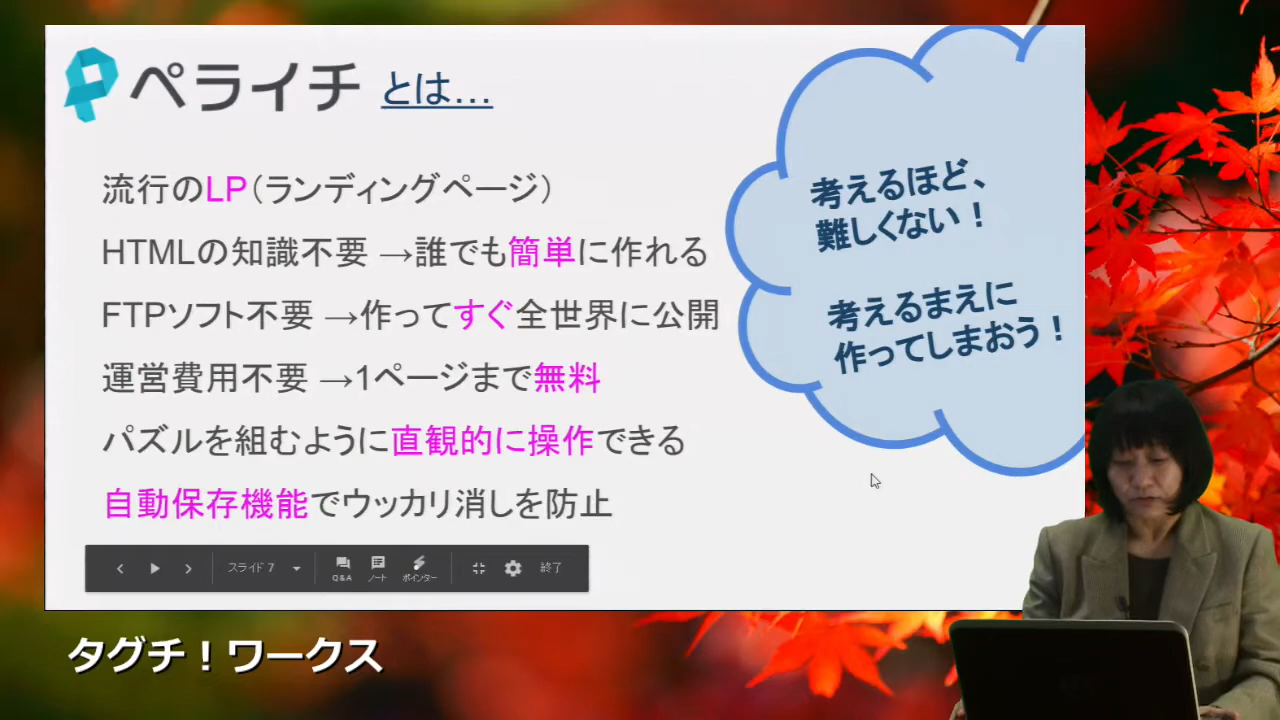 ペライチ とは…
流行のLP（ランディングページ）
HTMLの知識不要 →誰でも簡単に作れる
FTPソフト不要 →作ってすぐ全世界に公開
運営費用不要 →1ページまで無料
パズルを組むように直観的に操作できる
自動保存機能でウッカリ消しを防止
考えるほど、
難しくない！
考えるまえに
作ってしまおう！
スライド 7
Q&A
ノート
ポインター
終了
タグチ！ワークス